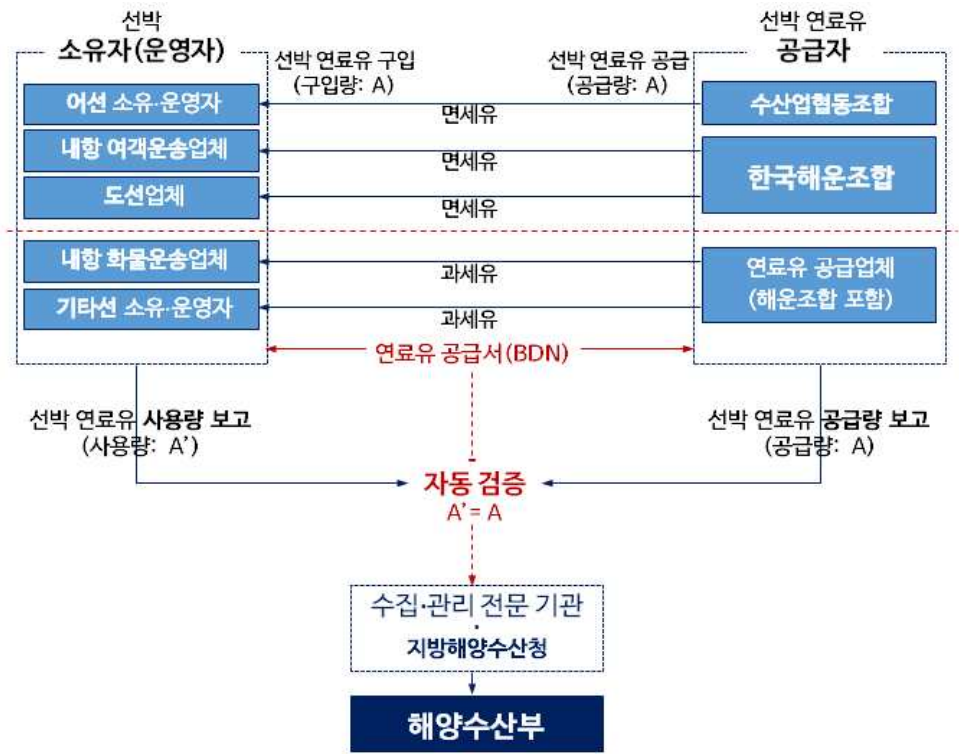 선박
소유자(운영자)
선박 연료유
공급자
선박 연료유 구입
(구입량: A)
선박 연료유 공급
(공급량: A)
어선 소유·운영자
면세유
수산업협동조합
내항 여객운송업체
면세유
한국해운조합
도선업체
면세유
내항 화물운송업체
과세유
연료유 공급업체
(해운조합 포함)
기타선 소유·운영자
과세유
연료유 공급서(BDN)
선박 연료유 사용량 보고
(사용량: A')
선박 연료유 공급량 보고
(공급량: A)
자동 검증
A'= A
수집·관리 전문 기관
·
지방해양수산청
해양수산부